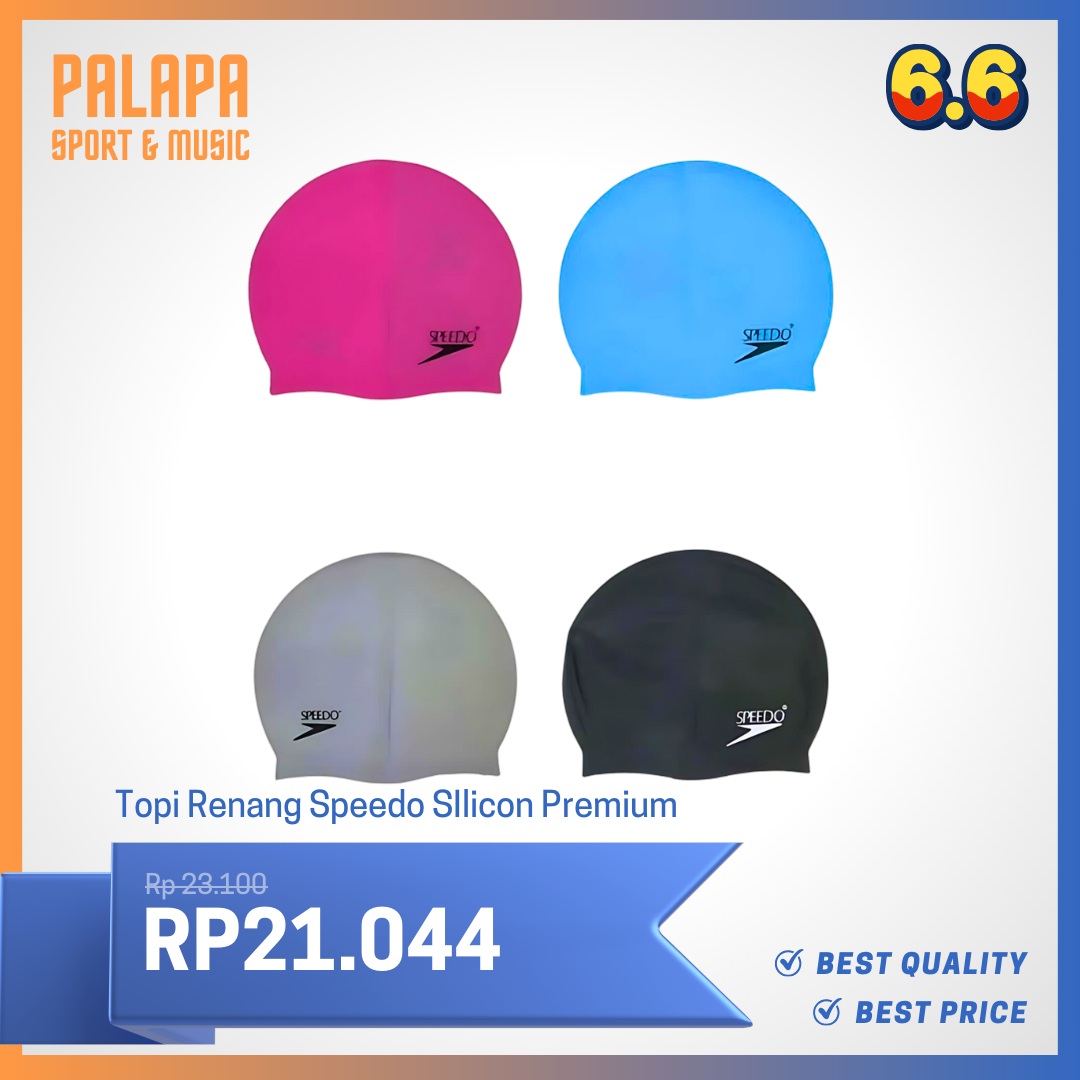 PALAPA
SPORT & MUSIC
6.6
SPEEDO®
SPEEDO®
SPEEDO
SPEEDO®
Topi Renang Speedo SIlicon Premium
Rp 23.100
RP21.044
BEST QUALITY
BEST PRICE